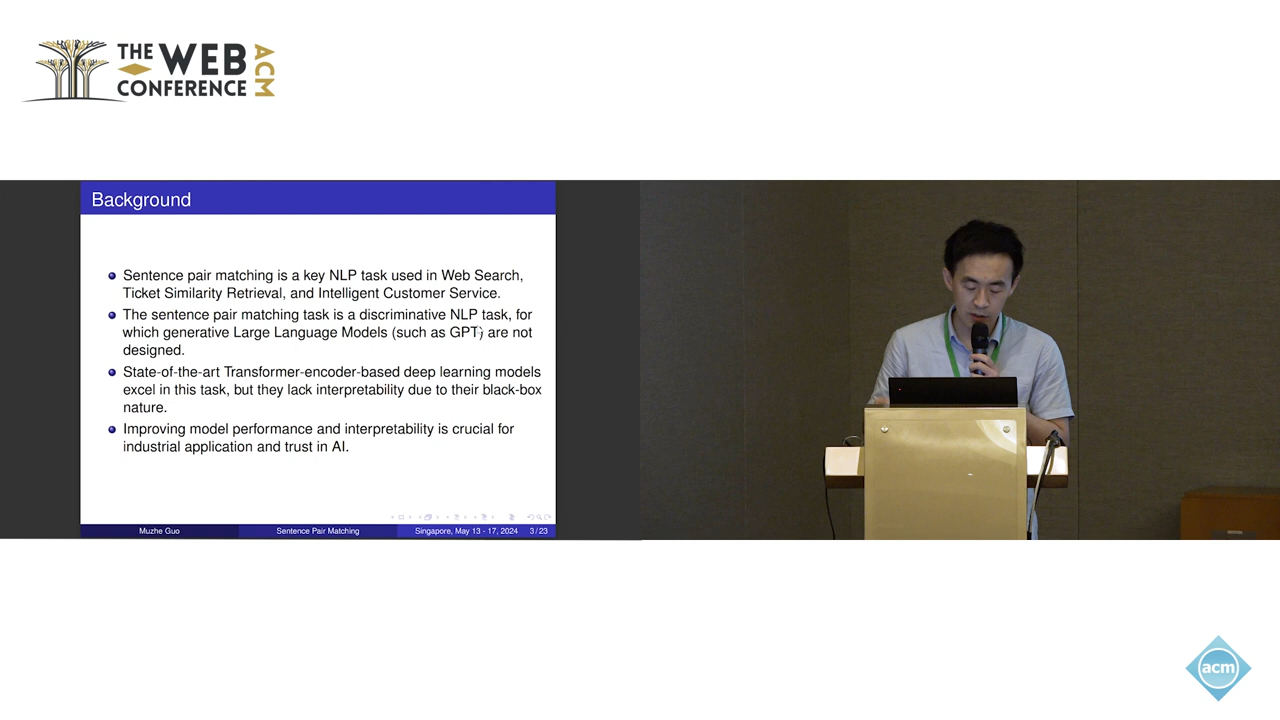 THE WEB
CONFERENCE
ACM
Background
Sentence pair matching is a key NLP task used in Web Search,
Ticket Similarity Retrieval, and Intelligent Customer Service.
The sentence pair matching task is a discriminative NLP task, for
which generative Large Language Models (such as GPT) are not
designed.
State-of-the-art Transformer-encoder-based deep learning models
excel in this task, but they lack interpretability due to their black-box
nature.
Improving model performance and interpretability is crucial for
industrial application and trust in AI.
Muzhe Guo
Sentence Pair Matching
Singapore, May 13 - 17, 2024
3 / 23
acm